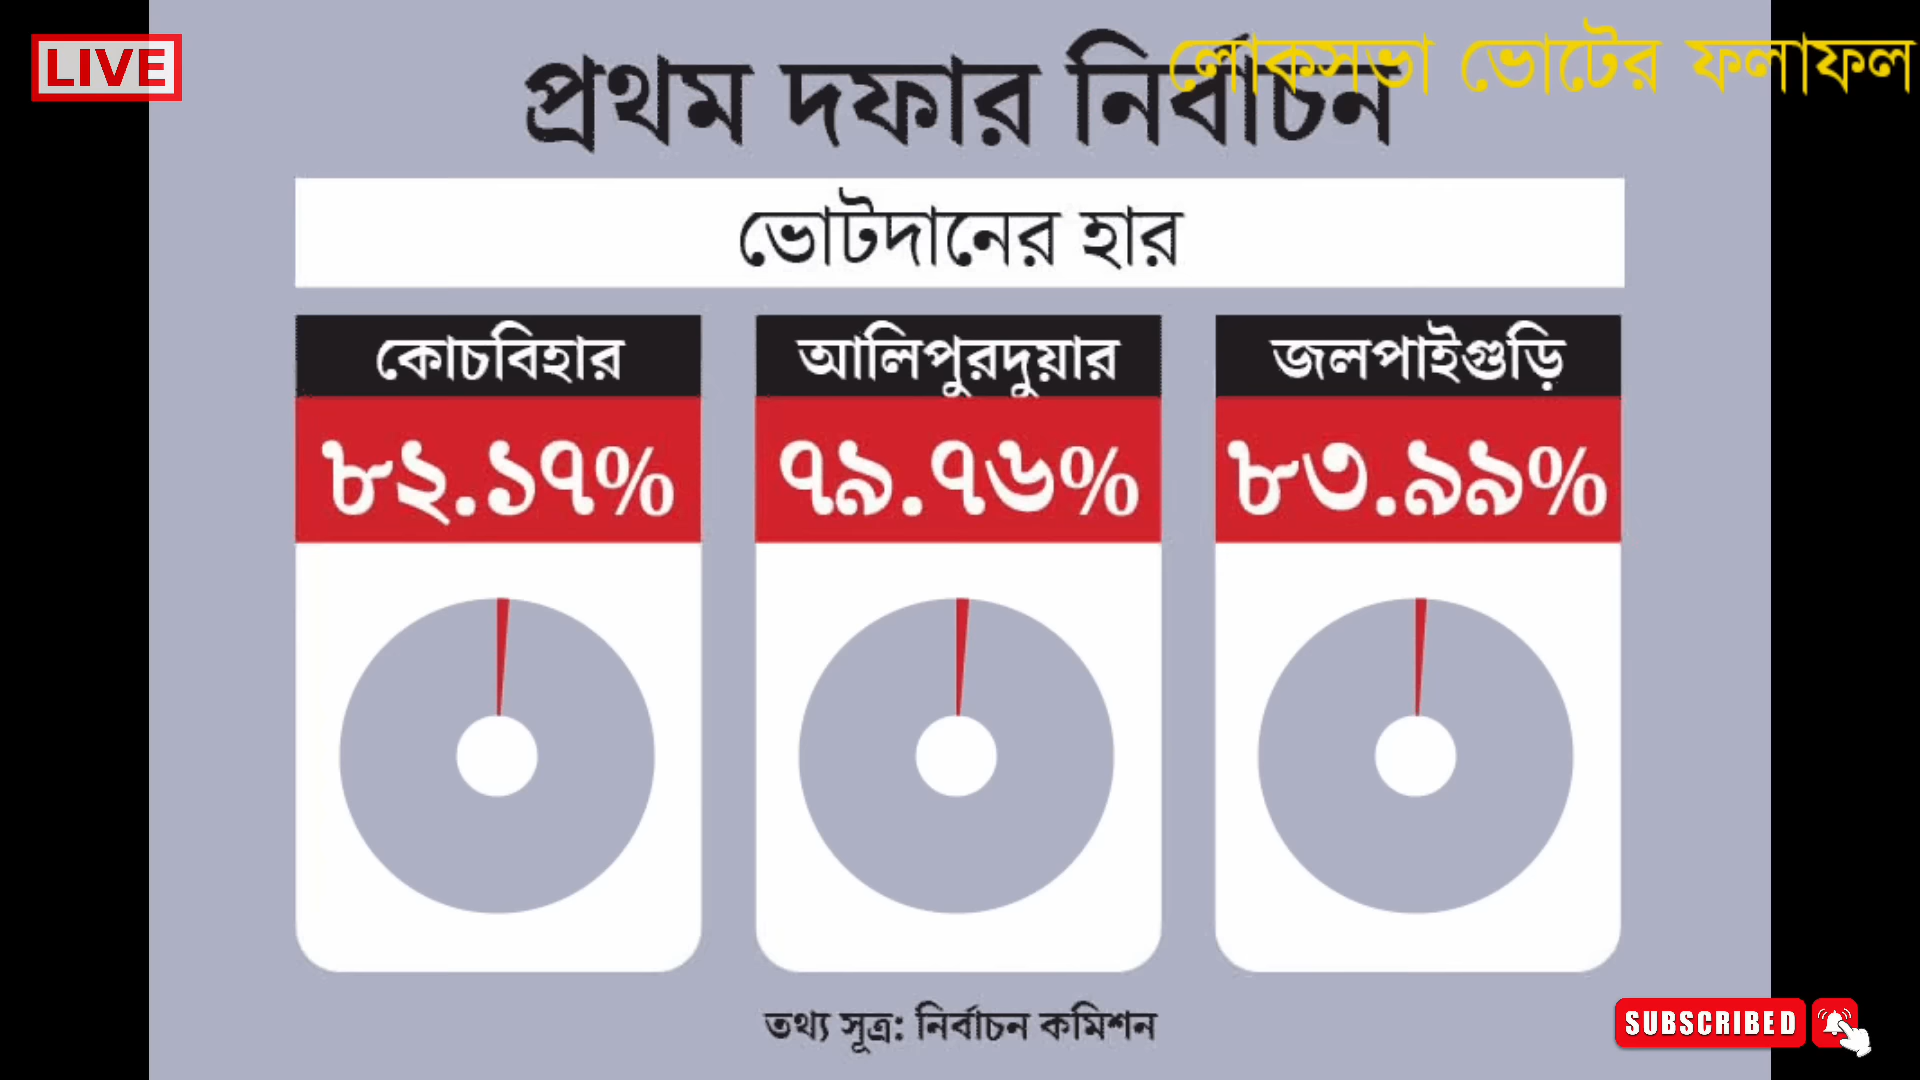 LIVE
লোকসভা ভোটের ফলাফল
প্রথম দফার নির্বাচন
ভোটদানের হার
কোচবিহার
৮২.১৭%
আলিপুরদুয়ার
৭৯.৭৬%
জলপাইগুড়ি
৮৩.৯৯%
তথ্য সূত্র: নির্বাচন কমিশন
SUBSCRIBED